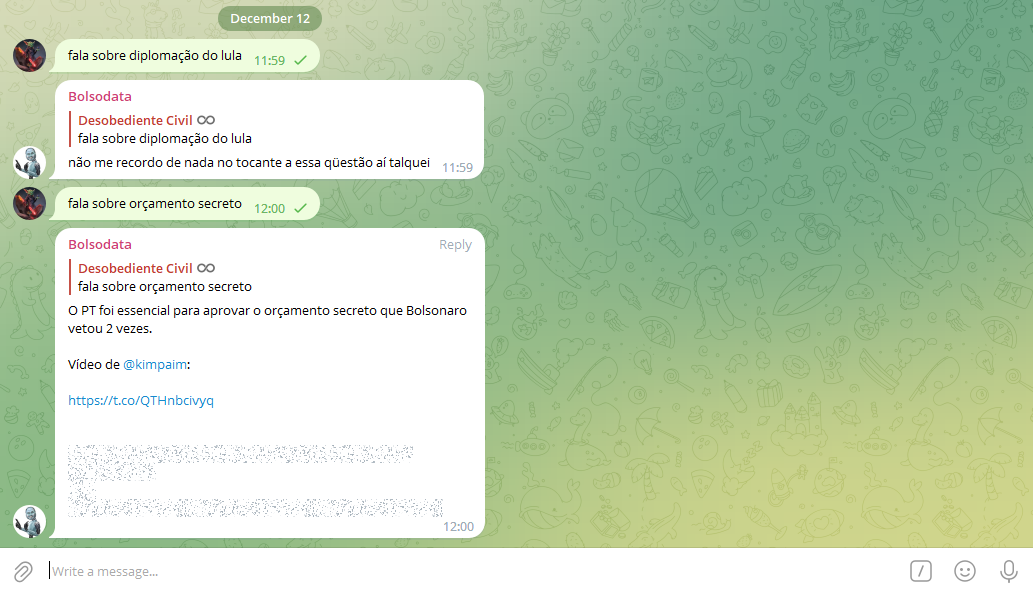 December 12
fala sobre diplomação do lula 11:59
Bolsodata
Desobediente Civil
fala sobre diplomação do lula
não me recordo de nada no tocante a essa qüestão aí talquei 11:59
fala sobre orçamento secreto 12:00
Bolsodata Reply
Desobediente Civil
fala sobre orçamento secreto
O PT foi essencial para aprovar o orçamento secreto que Bolsonaro
vetou 2 vezes.
Vídeo de @kimpaim:
https://t.co/QTHnbcivyq
12:00
Write a message...